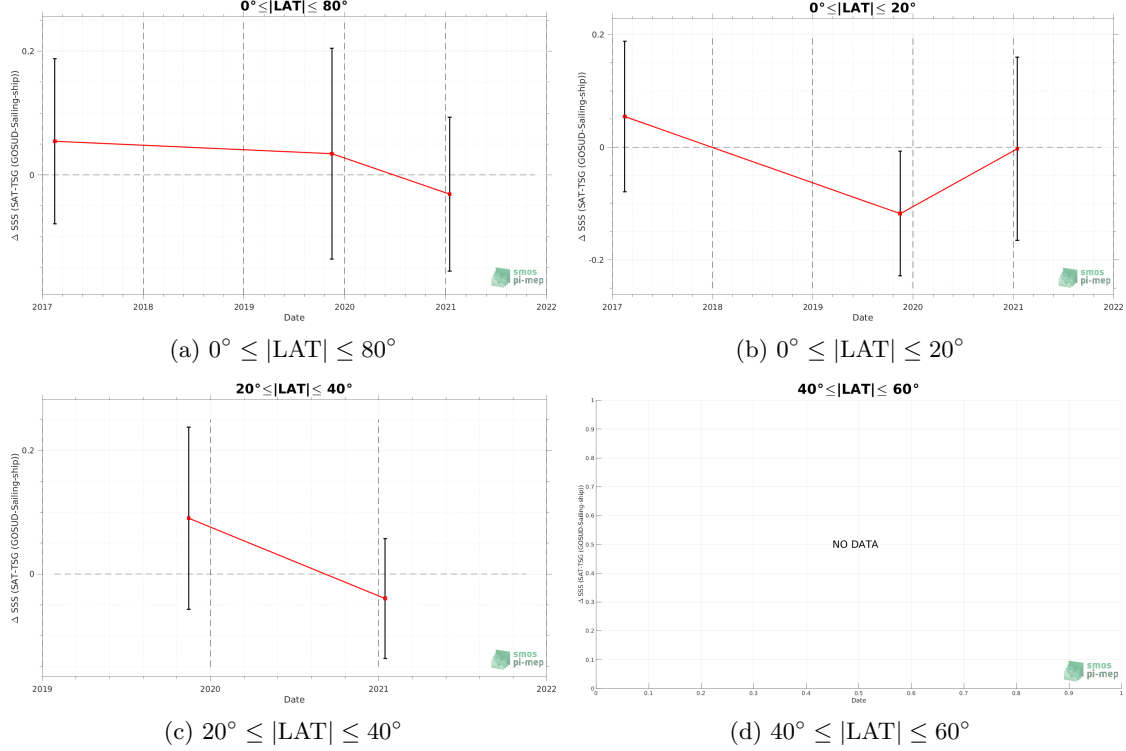 0°≤|LAT|≤ 80°
Δ SSS (SAT-TSG (GOSUD-Sailing-ship))
0.2
0
2017 2018 2019 2020 2021 2022
Date
smos
pi-mep
(a) 0° ≤ |LAT| ≤ 80°
0°≤|LAT|≤ 20°
Δ SSS (SAT-TSG (GOSUD-Sailing-ship))
0.2
0
-0.2
2017 2018 2019 2020 2021 2022
Date
smos
pi-mep
(b) 0° ≤ |LAT| ≤ 20°
20°≤|LAT|≤ 40°
Δ SSS (SAT-TSG (GOSUD-Sailing-ship))
0.2
0
2019 2020 2021 2022
Date
smos
pi-mep
(c) 20° ≤ |LAT| ≤ 40°
40°≤|LAT|≤ 60°
Δ SSS (SAT-TSG (GOSUD-Sailing-ship))
1
0.9
0.8
0.7
0.6
0.5
0.4
0.3
0.2
0.1
0
NO DATA
0 0.1 0.2 0.3 0.4 0.5 0.6 0.7 0.8 0.9 1
Date
smos
pi-mep
(d) 40° ≤ |LAT| ≤ 60°